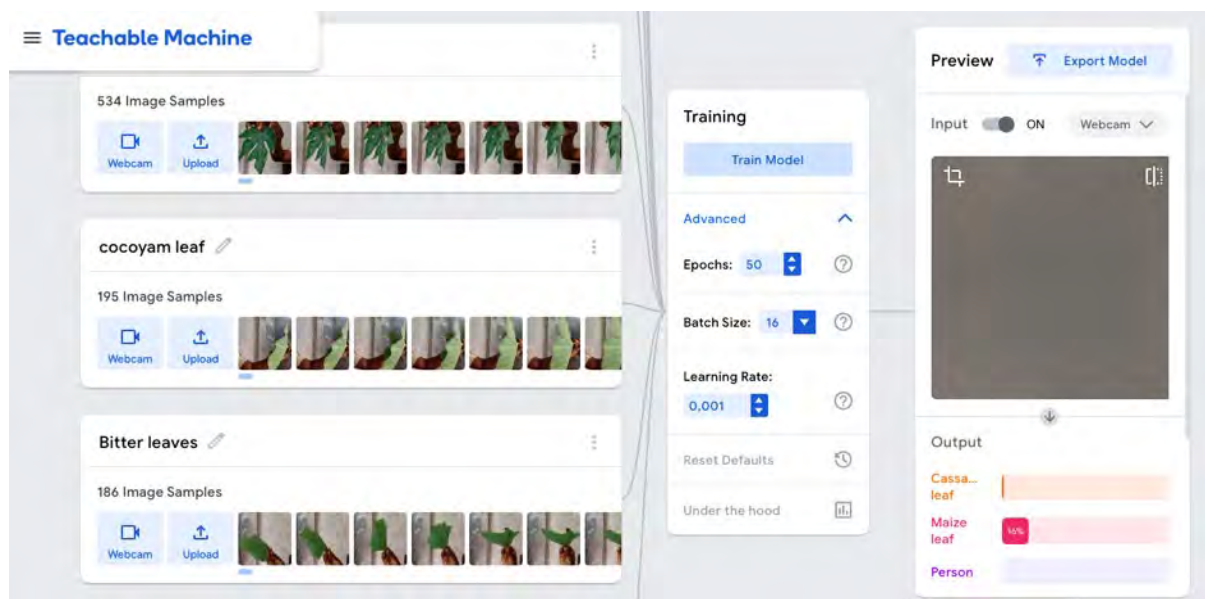 Teachable Machine
534 Image Samples
Webcam
Upload
cocoyam leaf
195 Image Samples
Webcam
Upload
Bitter leaves
186 Image Samples
Webcam
Upload
Training
Train Model
Advanced
Epochs: 50
Batch Size: 16
Learning Rate:
0,001
Reset Defaults
Under the hood
Preview
Export Model
Input ON Webcam
Output
Cassa...
leaf
Maize
leaf
16%
Person